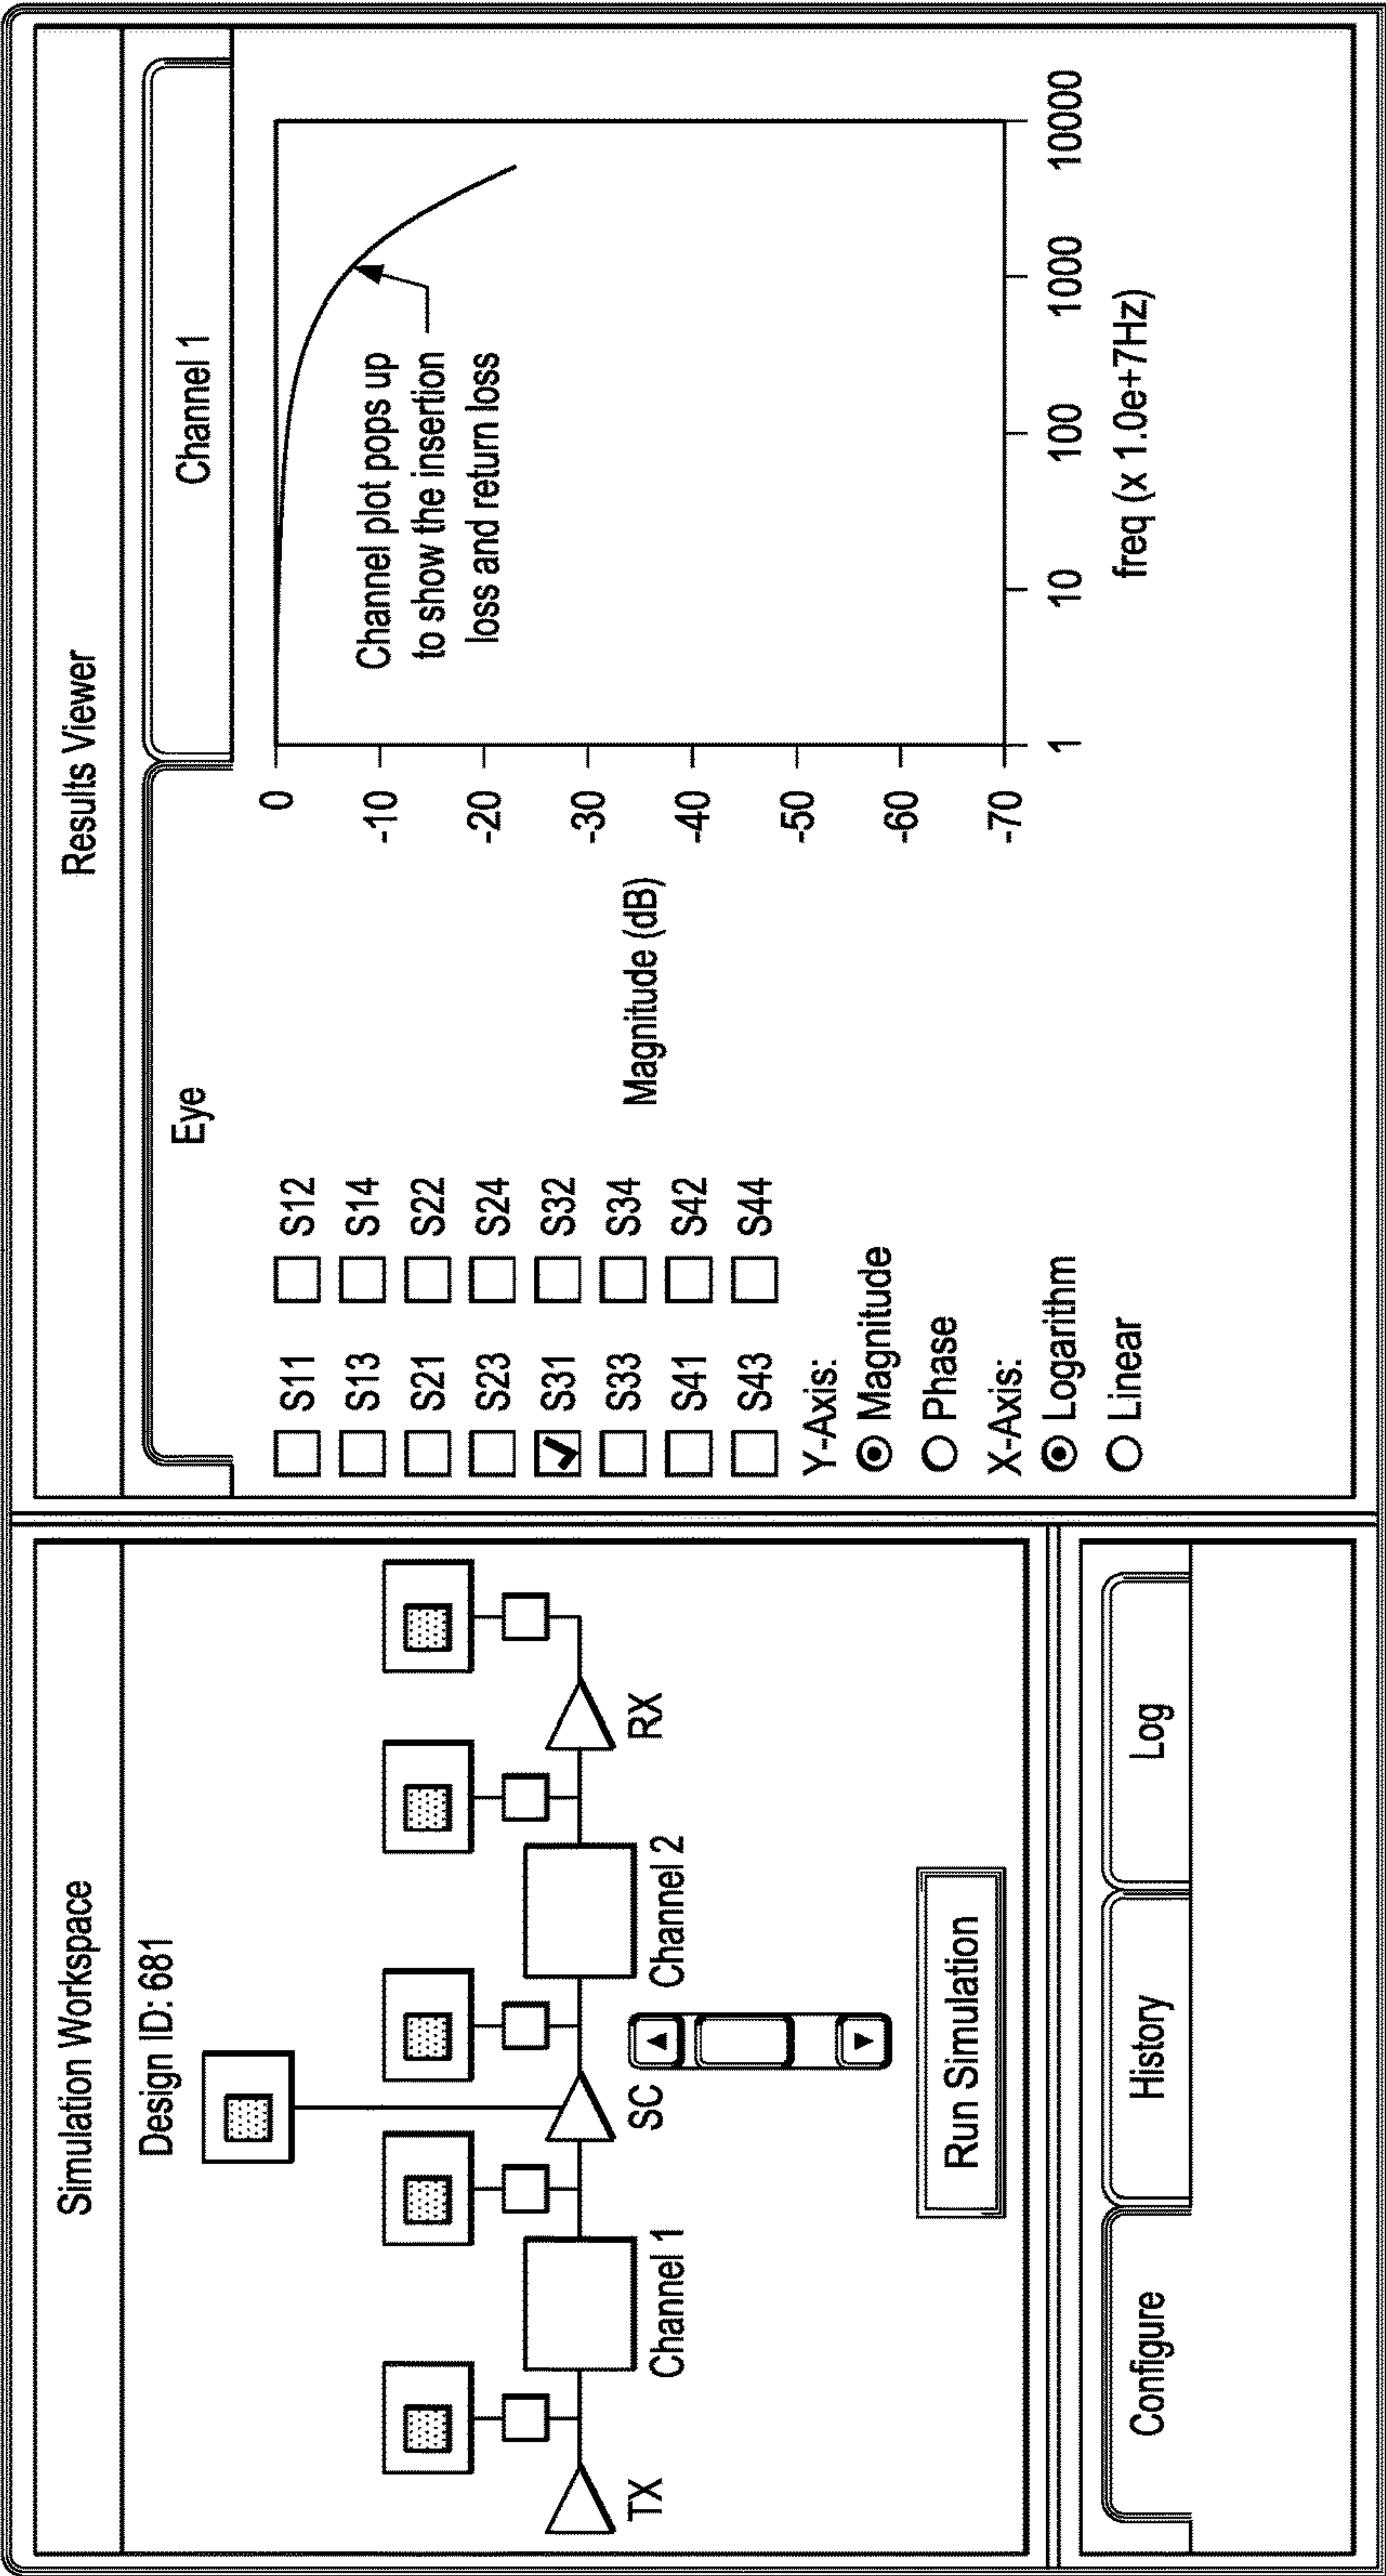 Simulation Workspace
Design ID: 681
TX
Channel 1
SC
Channel 2
RX
Run Simulation
Configure
History
Log
Results Viewer
Eye
Channel 1
S11 S12
S13 S14
S21 S22
S23 S24
S31 S32
S33 S34
S41 S42
S43 S44
Y-Axis:
Magnitude
Phase
X-Axis:
Logarithm
Linear
Magnitude (dB)
0
-10
-20
-30
-40
-50
-60
-70
Channel plot pops up
to show the insertion
loss and return loss
1 10 100 1000 10000
freq (x 1.0e+7Hz)